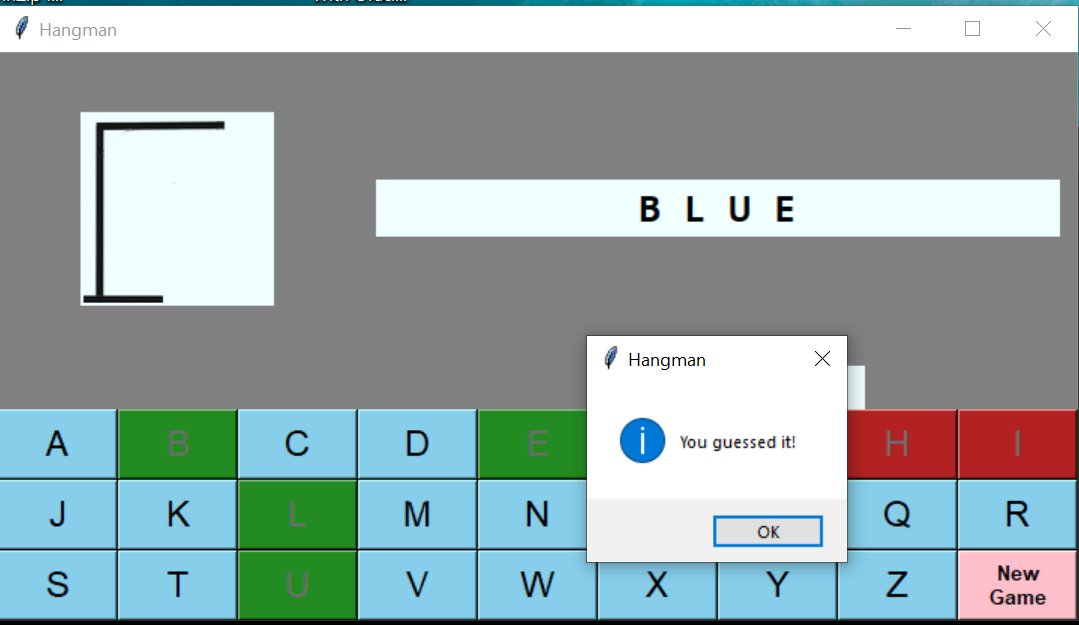 Hangman
B L U E
Hangman
You guessed it!
OK
A B C D E H I
J K L M N Q R
S T U V W X Y Z New
Game